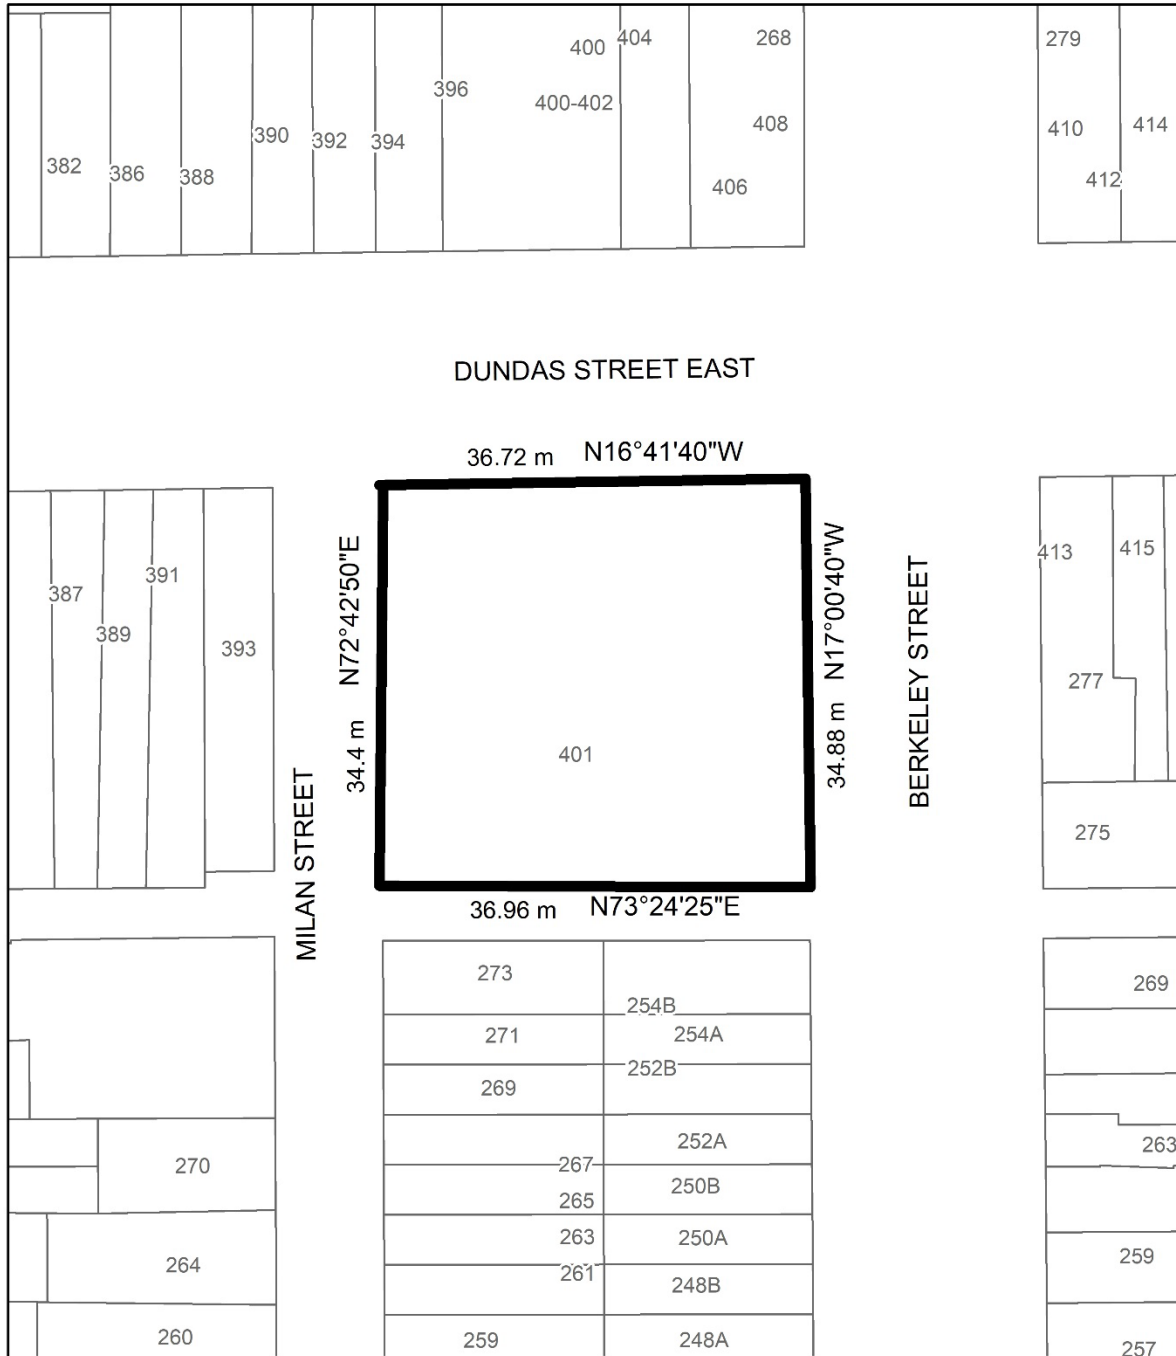 400
404
268
279
396
400-402
408
410
414
390
392
394
382
386
388
412
406
DUNDAS STREET EAST
36.72 m N16°41'40"W
N72°42'50"E
34.4 m
N17°00'40"W
34.88 m
BERKELEY STREET
MILAN STREET
387
389
391
393
401
413
415
277
275
36.96 m N73°24'25"E
273
254B
271
254A
252B
269
252A
267
250B
265
263
250A
261
248B
259
248A
270
264
260
269
263
259
257